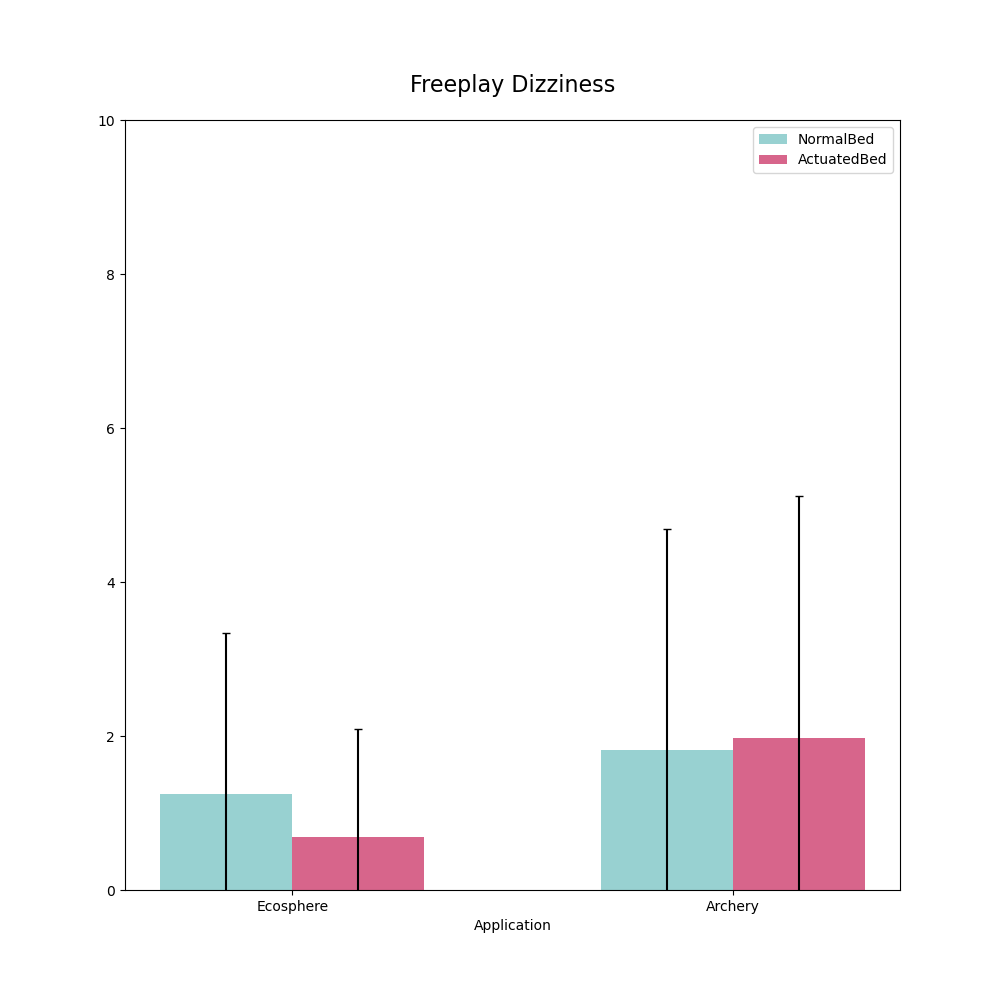 Freeplay Dizziness
10
8
6
4
2
0
NormalBed
ActuatedBed
Ecosphere
Archery
Application